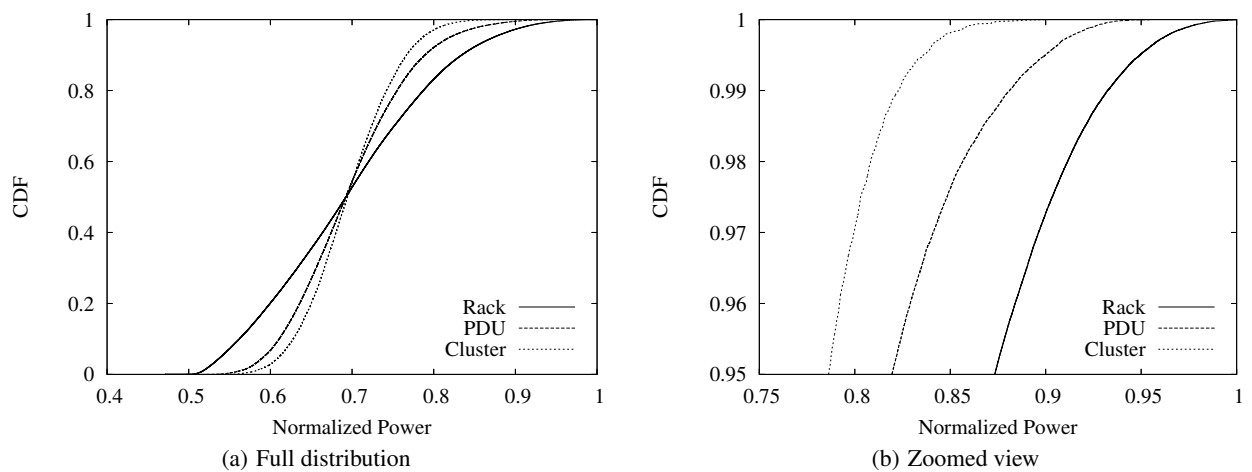 1
0.8
0.6
0.4
0.2
0
CDF
0.4 0.5 0.6 0.7 0.8 0.9 1
Normalized Power
Rack
PDU
Cluster
(a) Full distribution
1
0.99
0.98
0.97
0.96
0.95
CDF
0.75 0.8 0.85 0.9 0.95 1
Normalized Power
Rack
PDU
Cluster
(b) Zoomed view